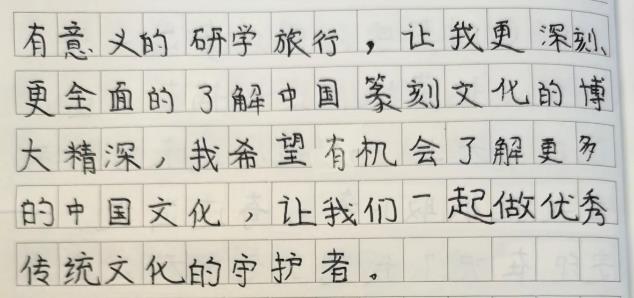 有意义的研学旅行，让我更深刻、
更全面的了解中国篆刻文化的博
大精深，我希望有机会了解更多
的中国文化，让我们一起做优秀
传统文化的守护者。